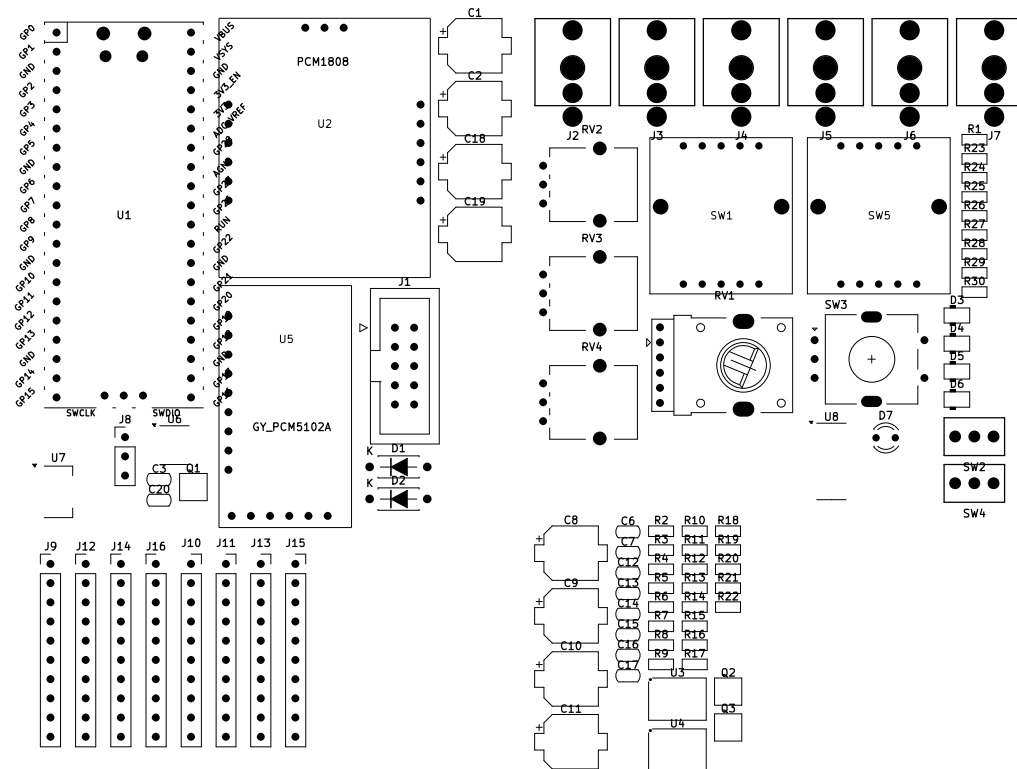 GP0
GP1
GND
GP2
GP3
GP4
GP5
GND
GP6
GP7
GP8
GP9
GND
GP10
GP11
GP12
GP13
GND
GP14
GP15
U1
SWCLK
SWDIO
VBUS
VSYS
GND
3V3_EN
3V3
ADC_VREF
GP28
AGND
RUN
GP22
GND
GP21
GP20
GND
PCM1808
U2
U5
GY_PCM5102A
C1
C2
C18
C19
J1
K
D1
K
D2
J8
U6
U7
C3
C20
Q1
J9
J12
J14
J16
J10
J11
J13
J15
J2
J3
J4
J5
J6
J7
RV2
RV3
RV4
SW1
SW5
RV1
SW3
R1
R23
R24
R25
R26
R27
R28
R29
R30
D3
D4
D5
D6
U8
D7
SW2
SW4
C8
C9
C10
C11
C6
C7
C12
C13
C14
C15
C16
C17
R2
R3
R4
R5
R6
R7
R8
R9
R10
R11
R12
R13
R14
R15
R16
R17
R18
R19
R20
R21
R22
U3
U4
Q2
Q3